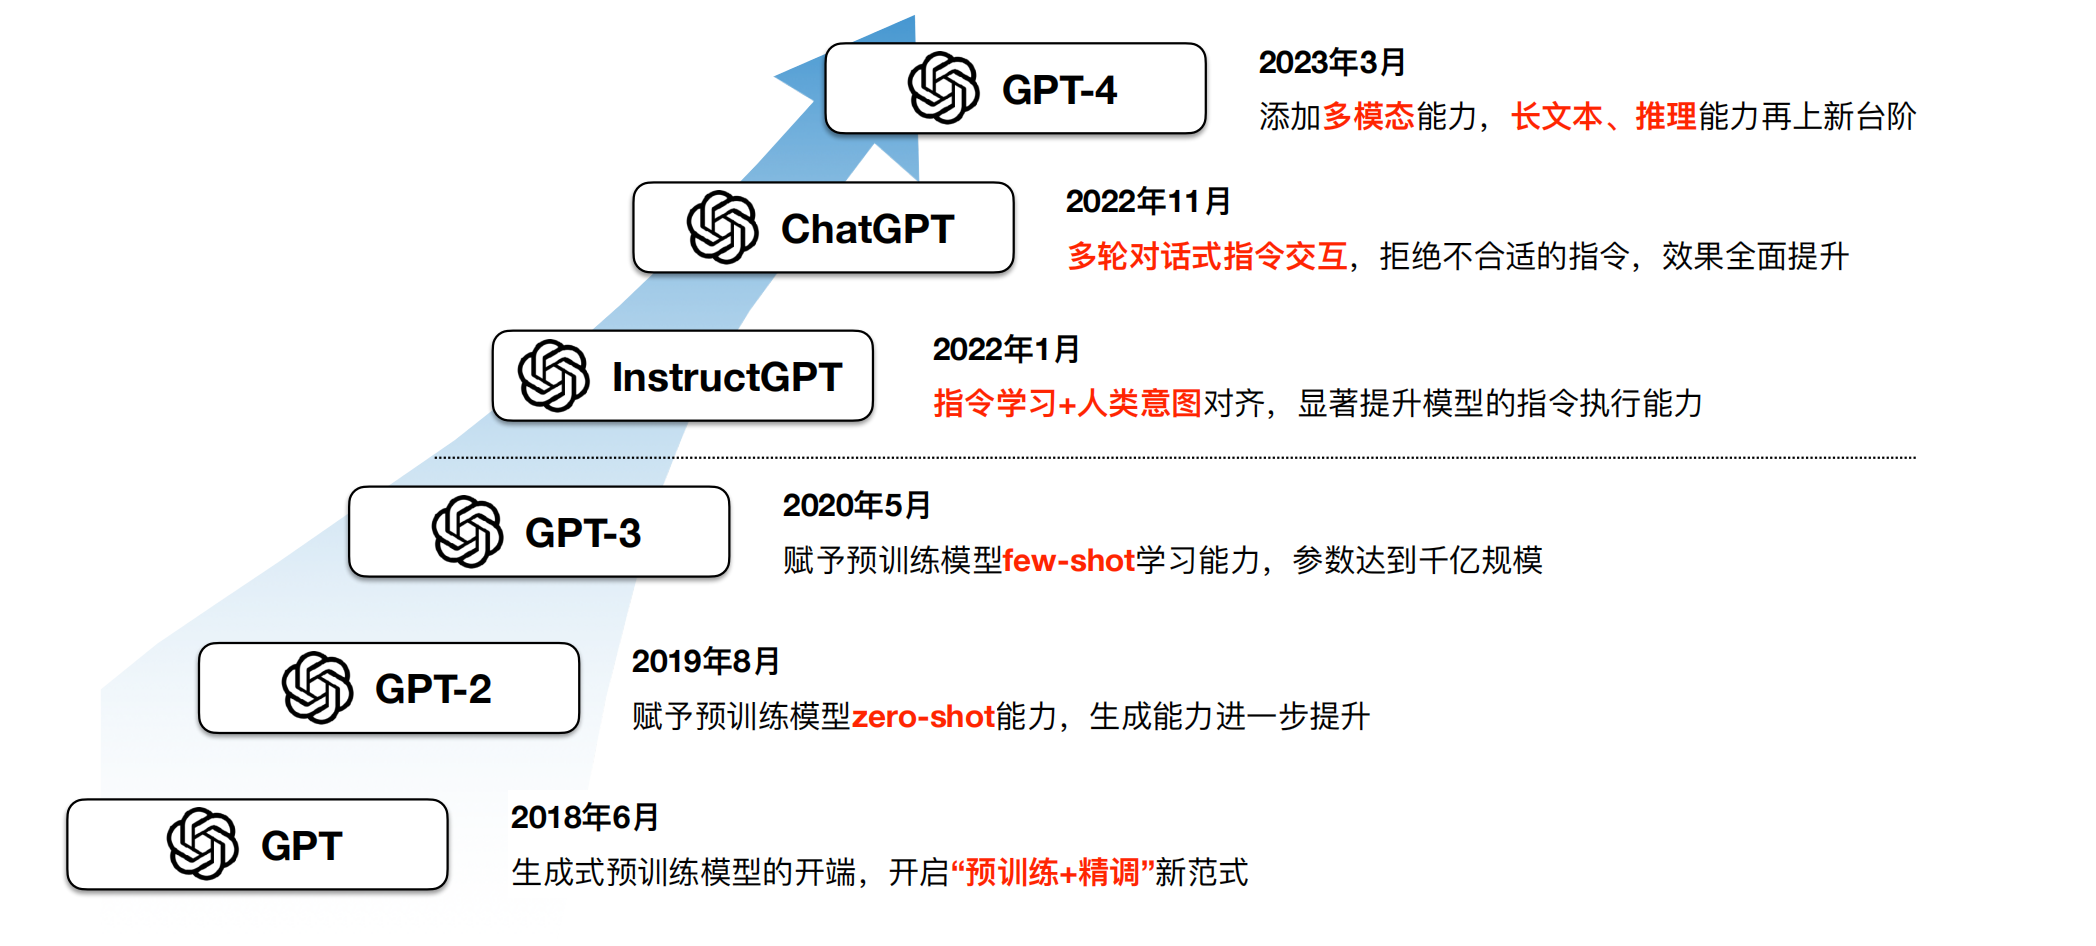 GPT-4
2023年3月
添加多模态能力，长文本、推理能力再上新台阶
ChatGPT
2022年11月
多轮对话式指令交互，拒绝不合适的指令，效果全面提升
InstructGPT
2022年1月
指令学习+人类意图对齐，显著提升模型的指令执行能力
GPT-3
2020年5月
赋予预训练模型few-shot学习能力，参数达到千亿规模
GPT-2
2019年8月
赋予预训练模型zero-shot能力，生成能力进一步提升
GPT
2018年6月
生成式预训练模型的开端，开启“预训练+精调”新范式